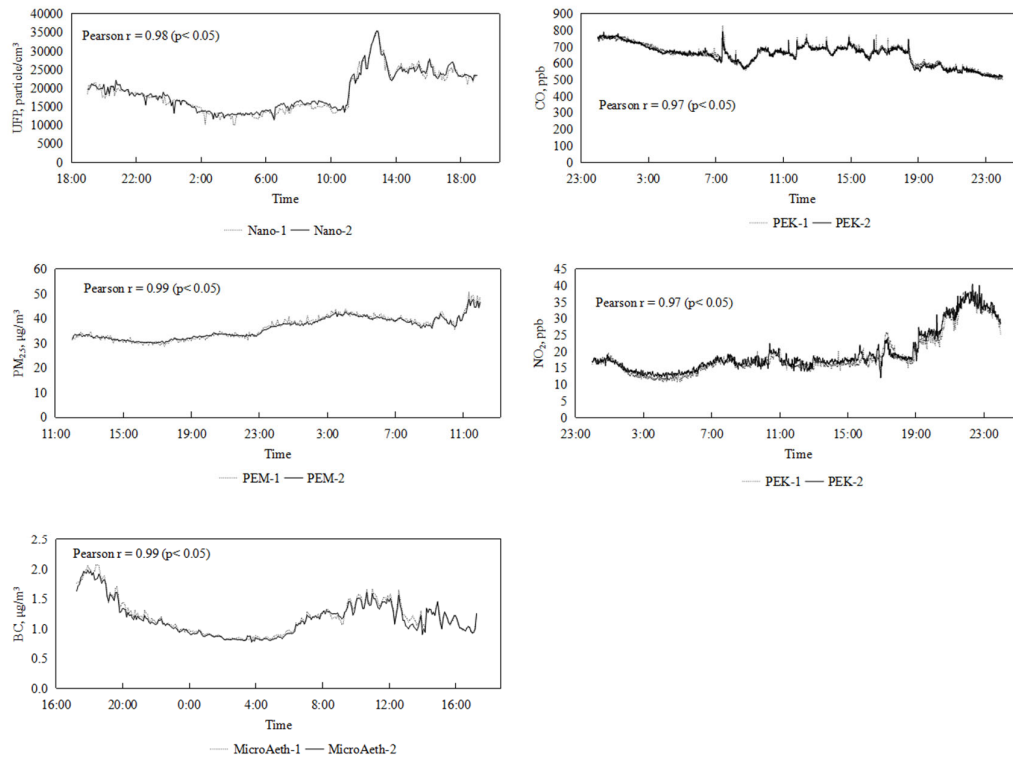 Pearson r = 0.98 (p< 0.05)
UFP, particle/cm³
40000
35000
30000
25000
20000
15000
10000
5000
0
18:00 22:00 2:00 6:00 10:00 14:00 18:00
Time
Nano-1 Nano-2
Pearson r = 0.97 (p< 0.05)
CO, ppb
900
800
700
600
500
400
300
200
100
0
23:00 3:00 7:00 11:00 15:00 19:00 23:00
Time
PEK-1 PEK-2
Pearson r = 0.99 (p< 0.05)
PM2.5, µg/m³
60
50
40
30
20
10
0
11:00 15:00 19:00 23:00 3:00 7:00 11:00
Time
PEM-1 PEM-2
Pearson r = 0.97 (p< 0.05)
NO2, ppb
45
40
35
30
25
20
15
10
5
0
23:00 3:00 7:00 11:00 15:00 19:00 23:00
Time
PEK-1 PEK-2
Pearson r = 0.99 (p< 0.05)
BC, µg/m³
2.5
2.0
1.5
1.0
0.5
0.0
16:00 20:00 0:00 4:00 8:00 12:00 16:00
Time
MicroAeth-1 MicroAeth-2